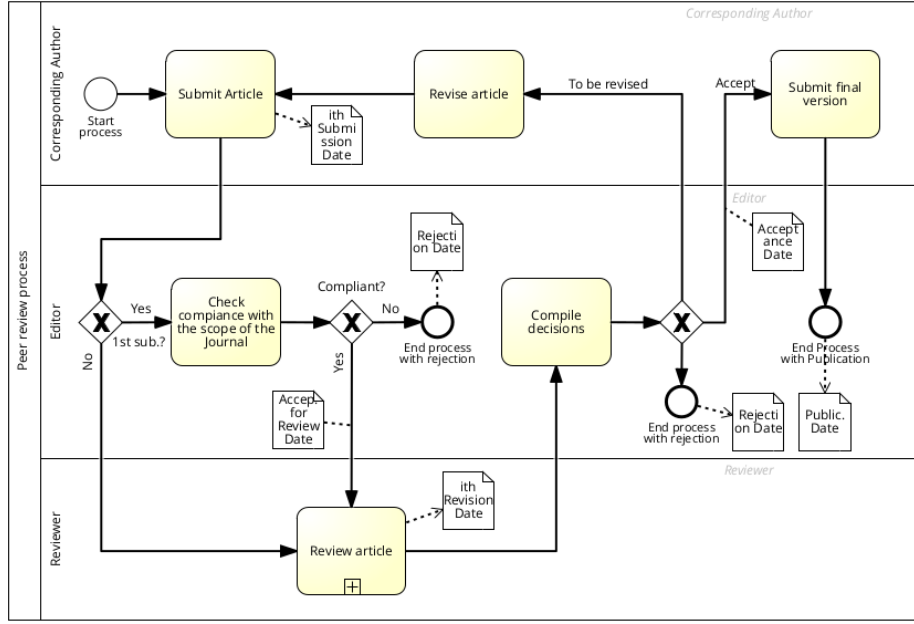 Peer review process
Corresponding Author
Corresponding Author
Start
process
Submit Article
ith
Submi
ssion
Date
Revise article
To be revised
Accept
Submit final
version
Editor
Editor
Yes
1st sub.?
No
Check
compiance with
the scope of the
Journal
Compliant?
No
Yes
Rejecti
on Date
End process
with rejection
Accep.
for
Review
Date
Compile
decisions
Accept
ance
Date
End process
with rejection
Rejecti
on Date
End Process
with Publication
Public.
Date
Reviewer
Reviewer
Review article
ith
Revision
Date